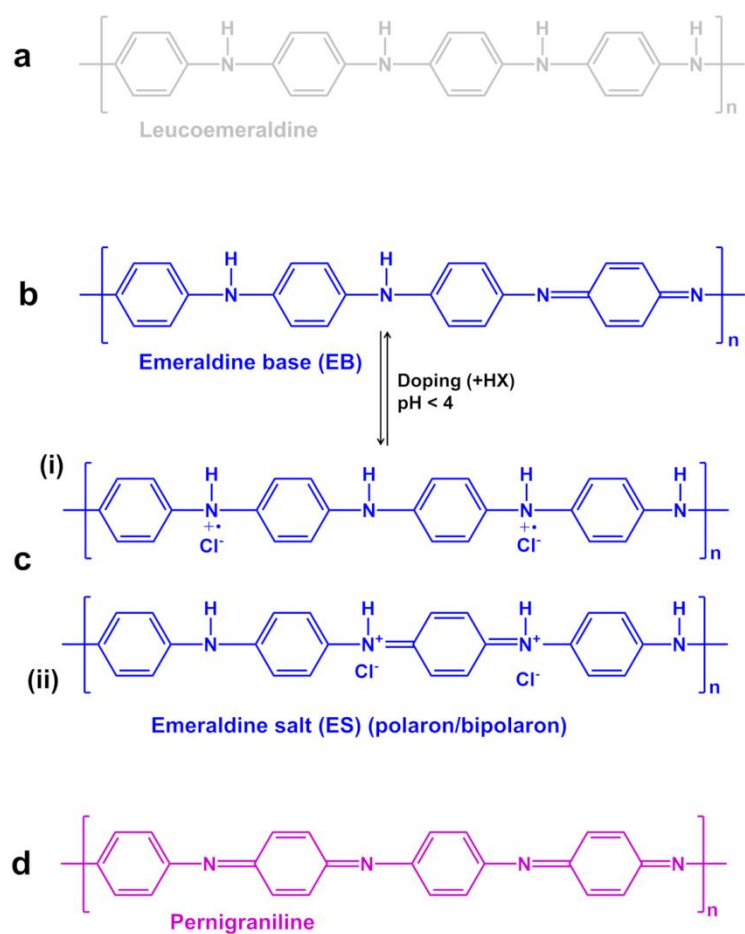 a
H H H H
N N N N
n
Leucoemeraldine
b
H H
N N N N
n
Emeraldine base (EB)
Doping (+HX)
pH < 4
c
(i)
H H H H
N N N N
+• +•
Cl- Cl-
n
(ii)
H H H H
N N+ N+ N
Cl- Cl-
n
Emeraldine salt (ES) (polaron/bipolaron)
d
N N N N
n
Pernigraniline